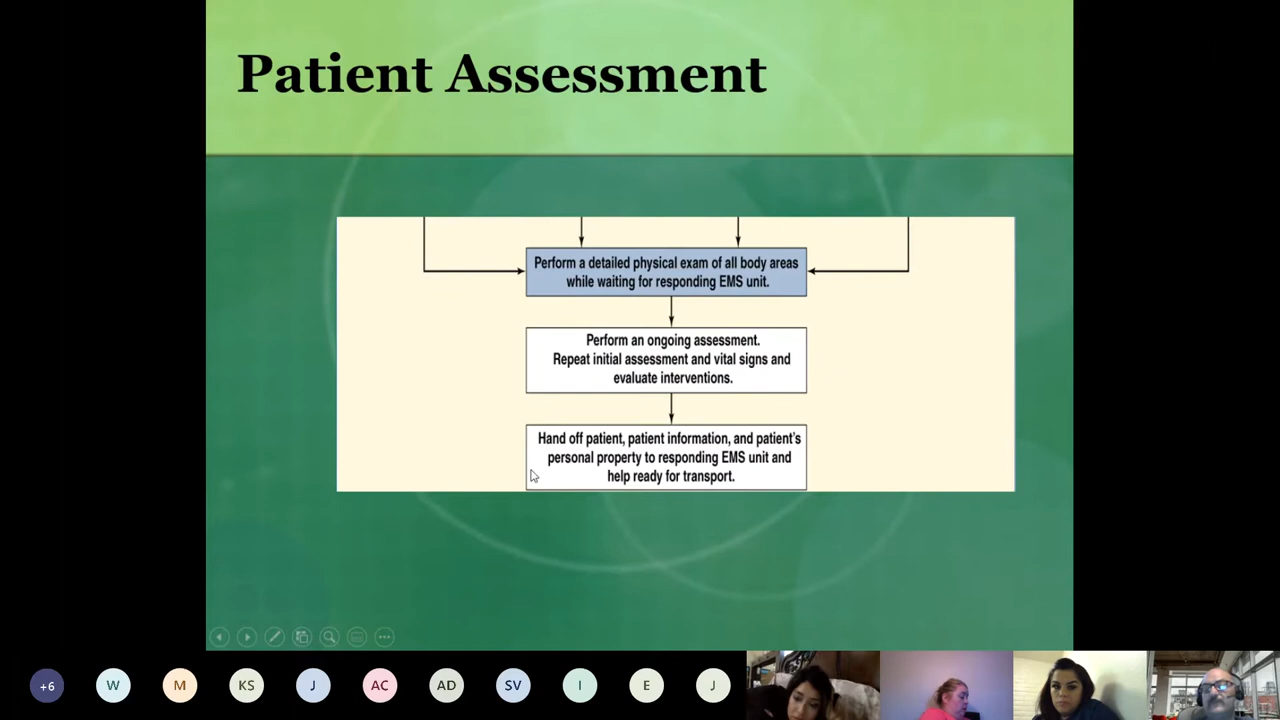 Patient Assessment
Perform a detailed physical exam of all body areas
while waiting for responding EMS unit.
Perform an ongoing assessment.
Repeat initial assessment and vital signs and
evaluate interventions.
Hand off patient, patient information, and patient's
personal property to responding EMS unit and
help ready for transport.
+6 W M KS J AC AD SV I E J